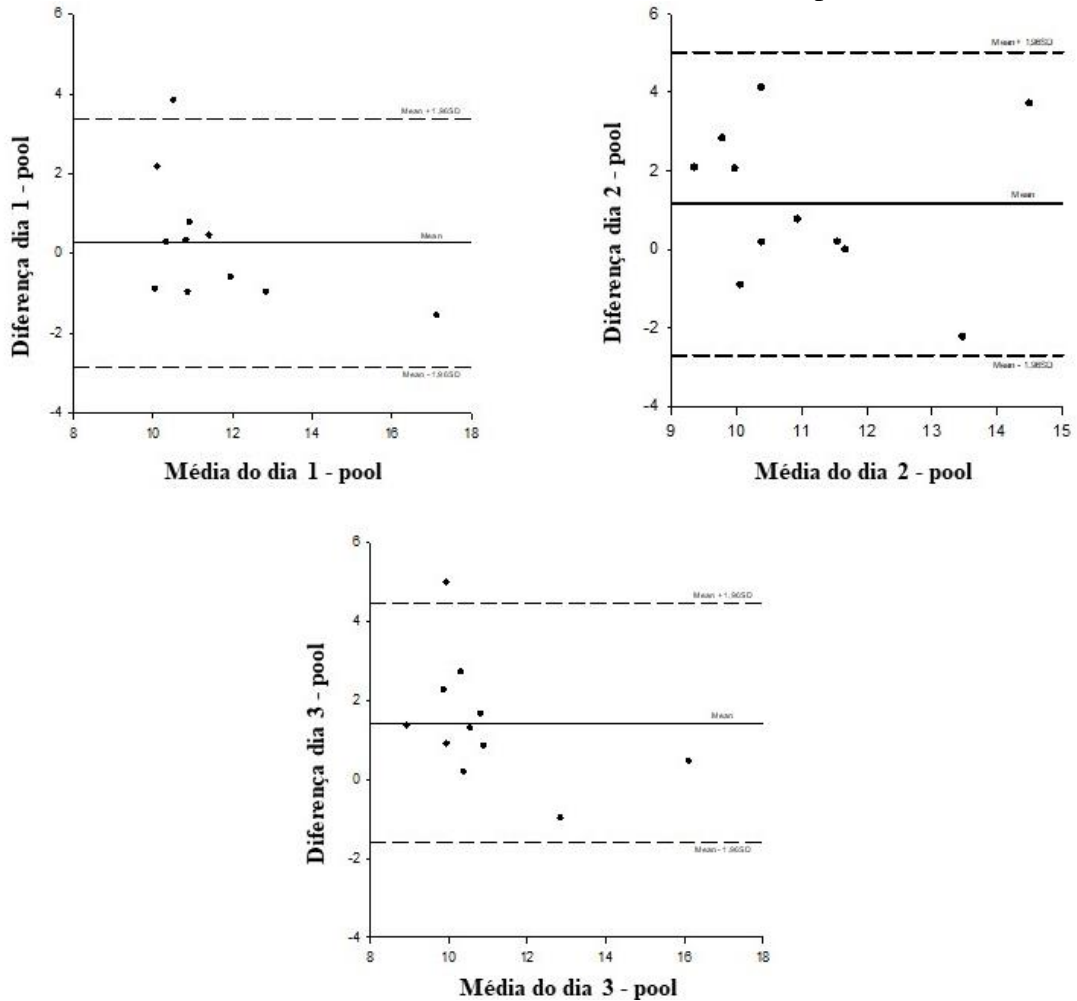 6
4
2
0
-2
-4
Diferença dia 1 - pool
Mean + 1.96SD
Mean
Mean - 1.96SD
8
10
12
14
16
18
Média do dia 1 - pool
6
4
2
0
-2
-4
Diferença dia 2 - pool
Mean + 1.96SD
Mean
Mean - 1.96SD
9
10
11
12
13
14
15
Média do dia 2 - pool
6
4
2
0
-2
-4
Diferença dia 3 - pool
Mean + 1.96SD
Mean
Mean - 1.96SD
8
10
12
14
16
18
Média do dia 3 - pool